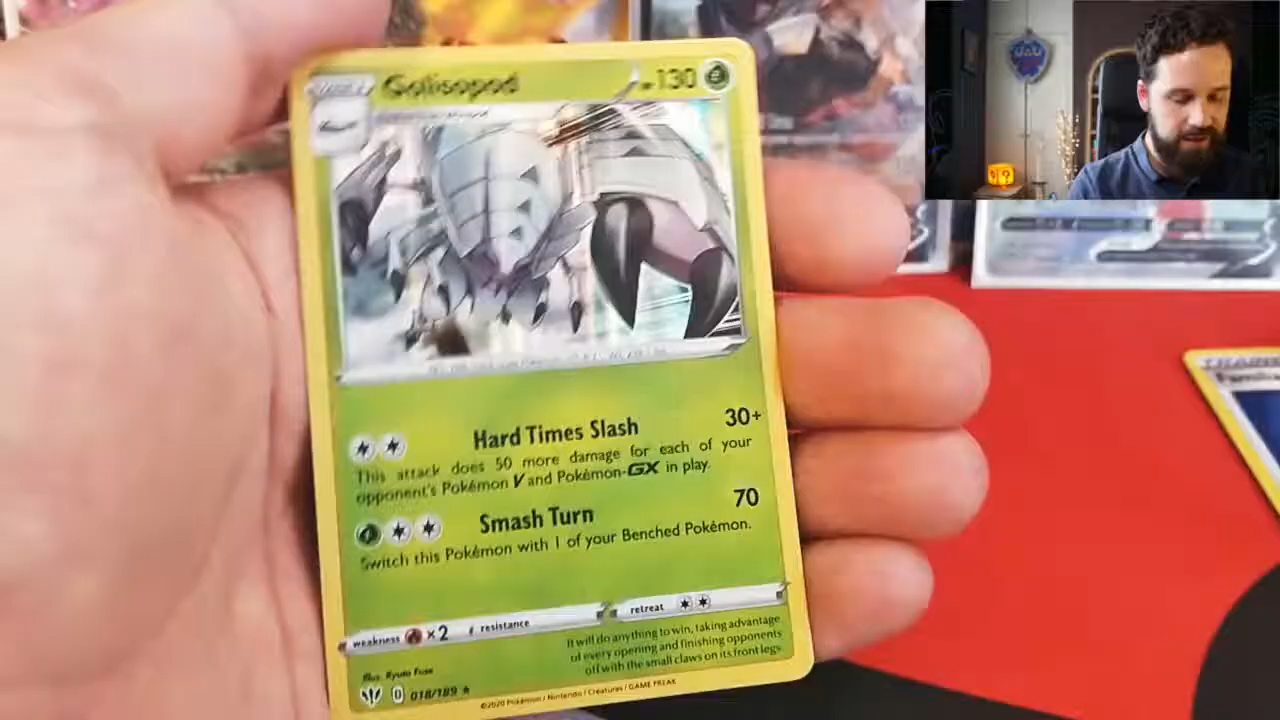 Golisopod
130
Hard Times Slash 30+
This attack does 50 more damage for each of your
opponent's Pokémon V and Pokémon-GX in play.
Smash Turn 70
Switch this Pokémon with 1 of your Benched Pokémon.
weakness ×2 resistance retreat
It will do anything to win, taking advantage
of every opening and finishing opponents
off with the small claws on its front legs.
Illus. Kyudo Fuse
D 018/189
©2020 Pokémon / Nintendo / Creatures / GAME FREAK
TRAINE